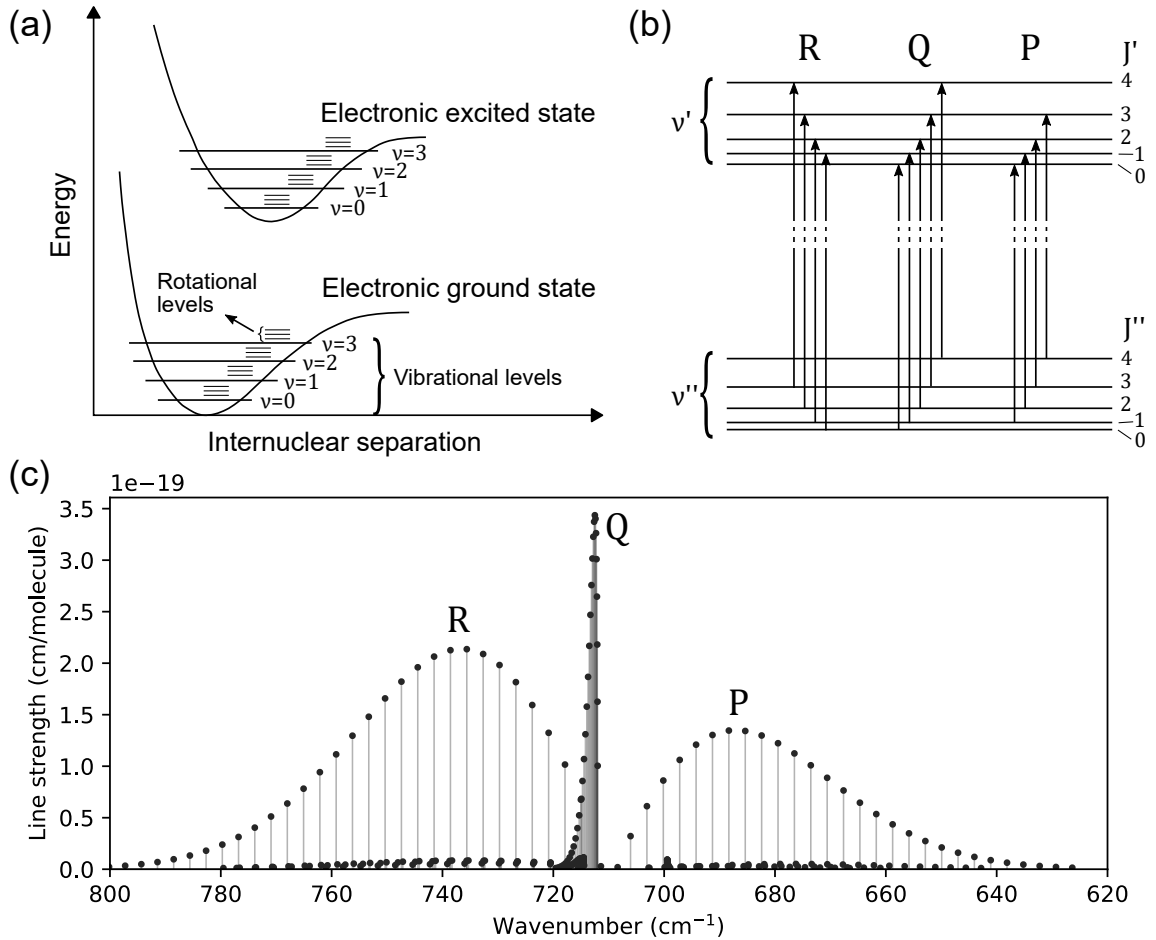 (a)
Energy
Electronic excited state
ν=3
ν=2
ν=1
ν=0
Rotational
levels
Electronic ground state
ν=3
ν=2
ν=1
ν=0
Vibrational levels
Internuclear separation
(b)
R Q P J'
4
3
2
1
0
ν'
J''
4
3
2
1
0
ν''
(c)
1e−19
Line strength (cm/molecule)
3.5
3.0
2.5
2.0
1.5
1.0
0.5
0.0
R
Q
P
800 780 760 740 720 700 680 660 640 620
Wavenumber (cm⁻¹)